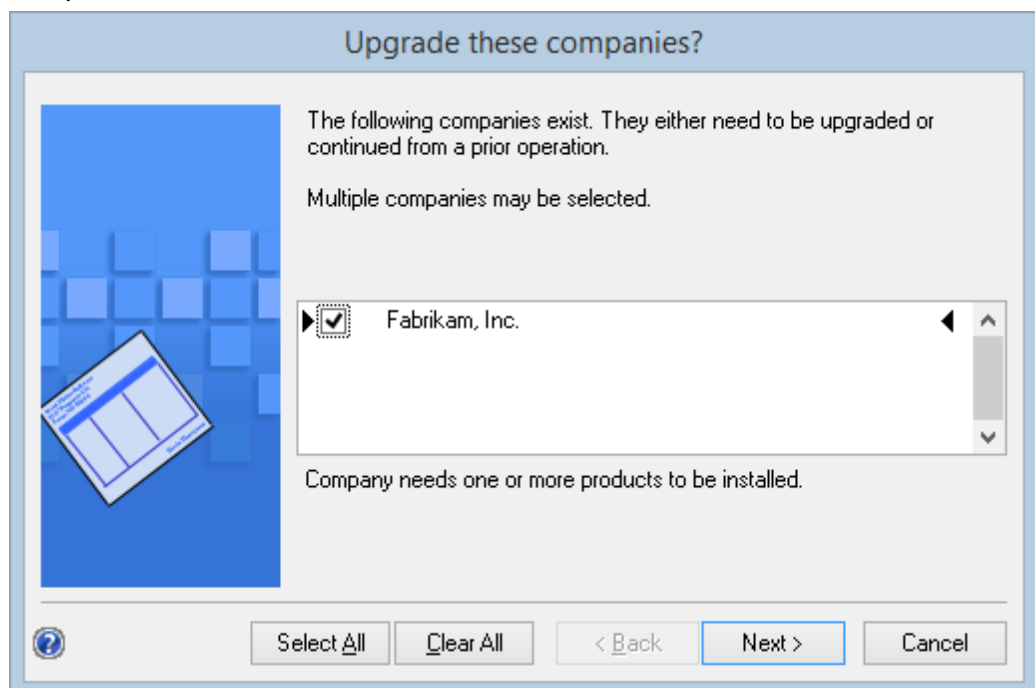 Upgrade these companies?
The following companies exist. They either need to be upgraded or
continued from a prior operation.
Multiple companies may be selected.
Fabrikam, Inc.
Company needs one or more products to be installed.
Select All
Clear All
< Back
Next >
Cancel